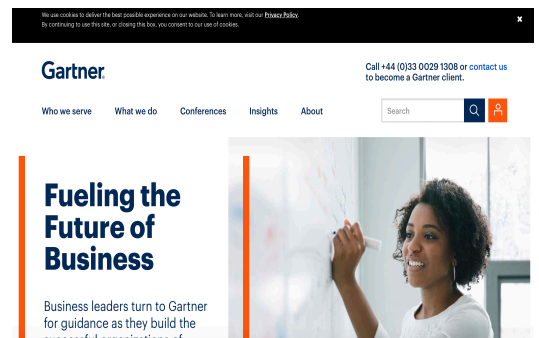 We use cookies to deliver the best possible experience on our website. To learn more, visit our Privacy Policy.
By continuing to use this site, or closing this box, you consent to our use of cookies.
x
Gartner
Call +44 (0)33 0029 1308 or contact us
to become a Gartner client.
Who we serve What we do Conferences Insights About
Search
Fueling the
Future of
Business
Business leaders turn to Gartner
for guidance as they build the
successful organizations of